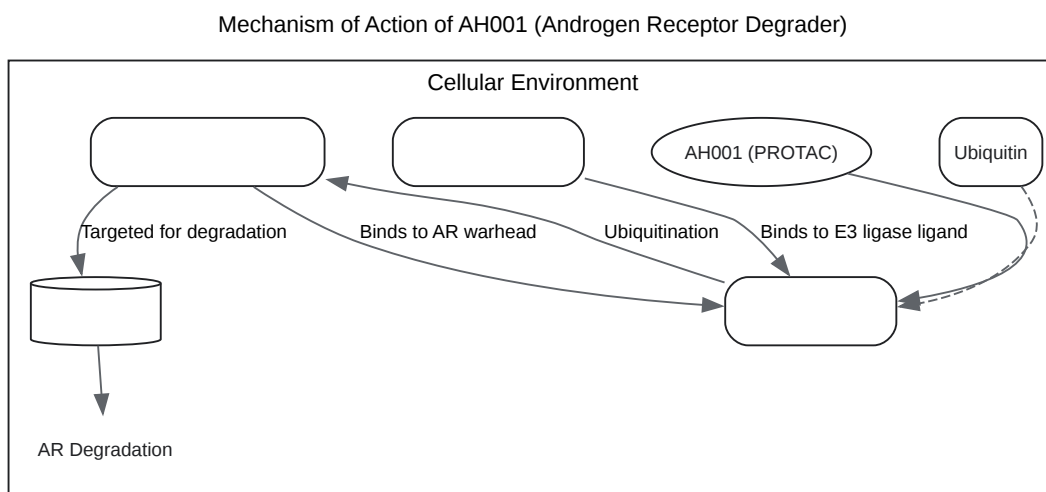 Mechanism of Action of AH001 (Androgen Receptor Degrader)
Cellular Environment
AH001 (PROTAC)
Ubiquitin
Targeted for degradation
Binds to AR warhead
Ubiquitination
Binds to E3 ligase ligand
AR Degradation